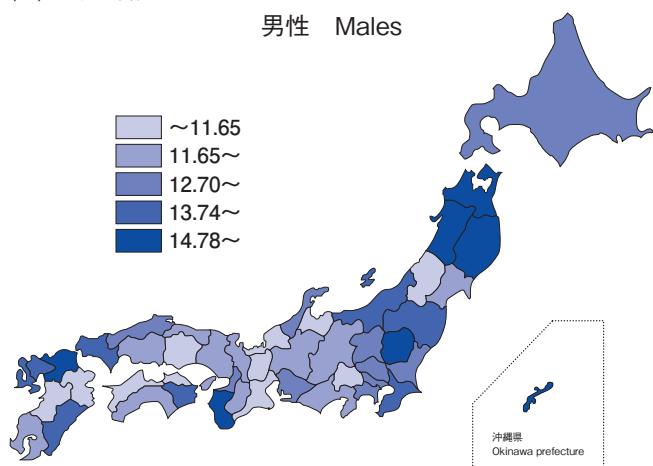 男性 Males
～11.65
11.65～
12.70～
13.74～
14.78～
沖縄県
Okinawa prefecture